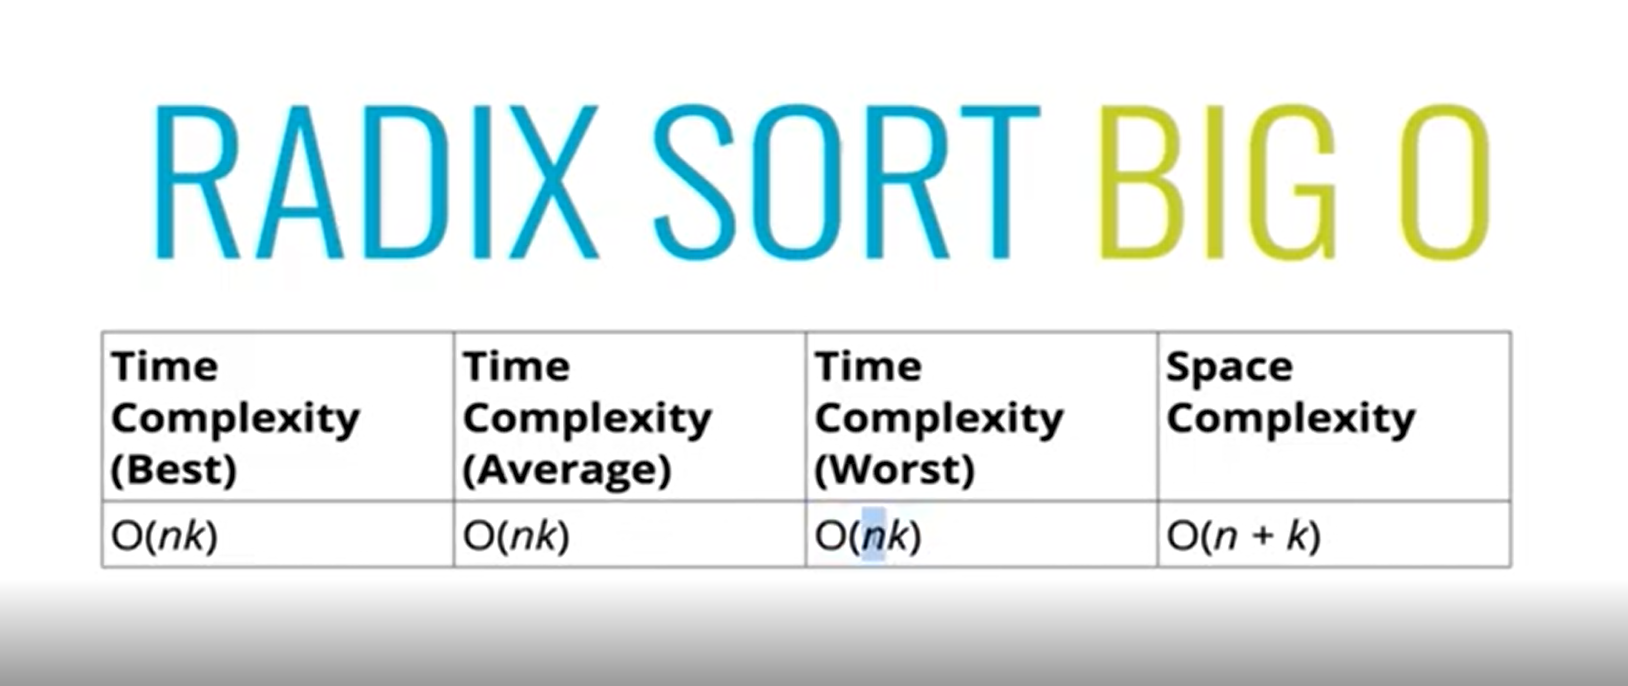 RADIX SORT BIG O
Time Complexity (Best)
Time Complexity (Average)
Time Complexity (Worst)
Space Complexity
O(nk)
O(nk)
O(nk)
O(n + k)